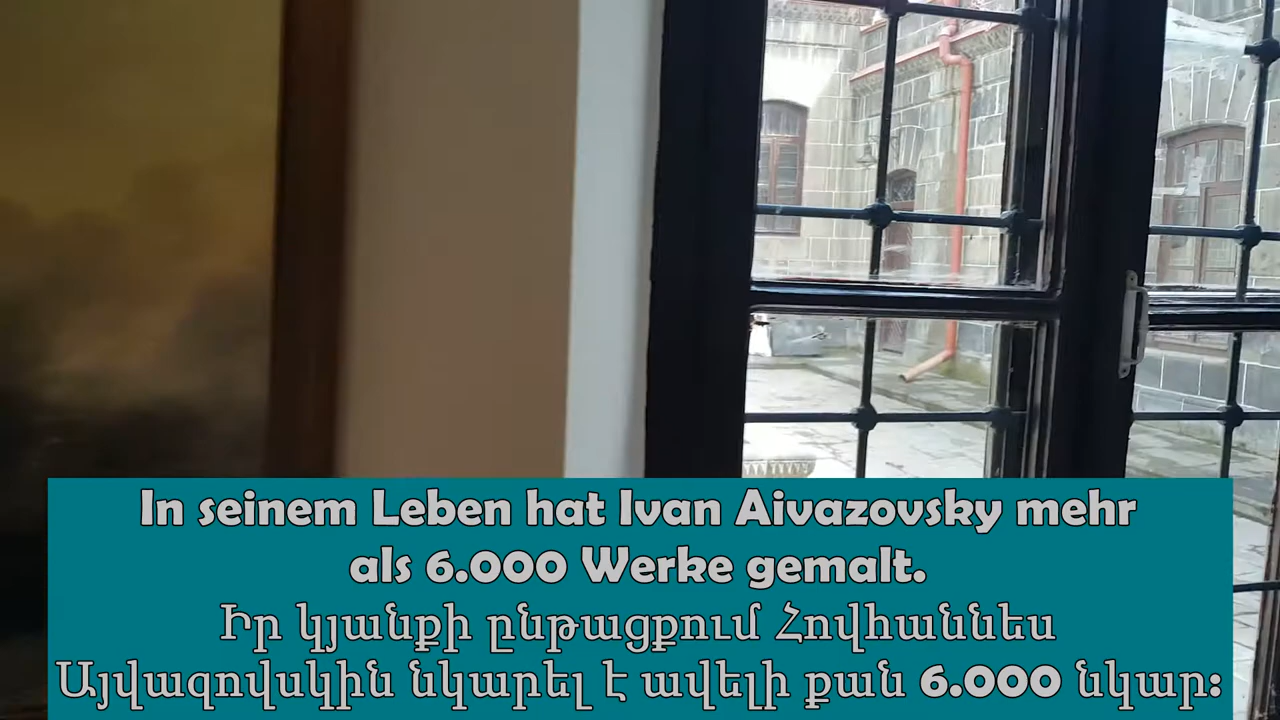 In seinem Leben hat Ivan Aivazovsky mehr
als 6.000 Werke gemalt.
Իր կյանքի ընթացքում Հովհաննես
Այվազովսկին նկարել է ավելի քան 6.000 նկար։